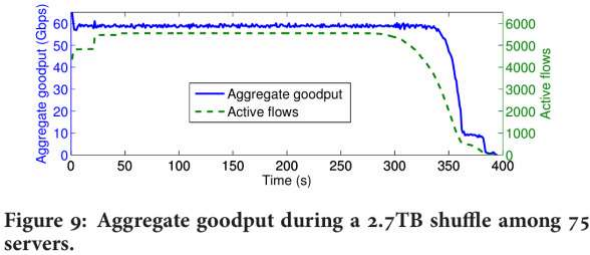 Aggregate goodput (Gbps)
60
50
40
30
20
10
0
Aggregate goodput
Active flows
6000
5000
4000
3000
2000
1000
0
Active flows
0 50 100 150 200 250 300 350 400
Time (s)
Figure 9: Aggregate goodput during a 2.7TB shuffle among 75
servers.